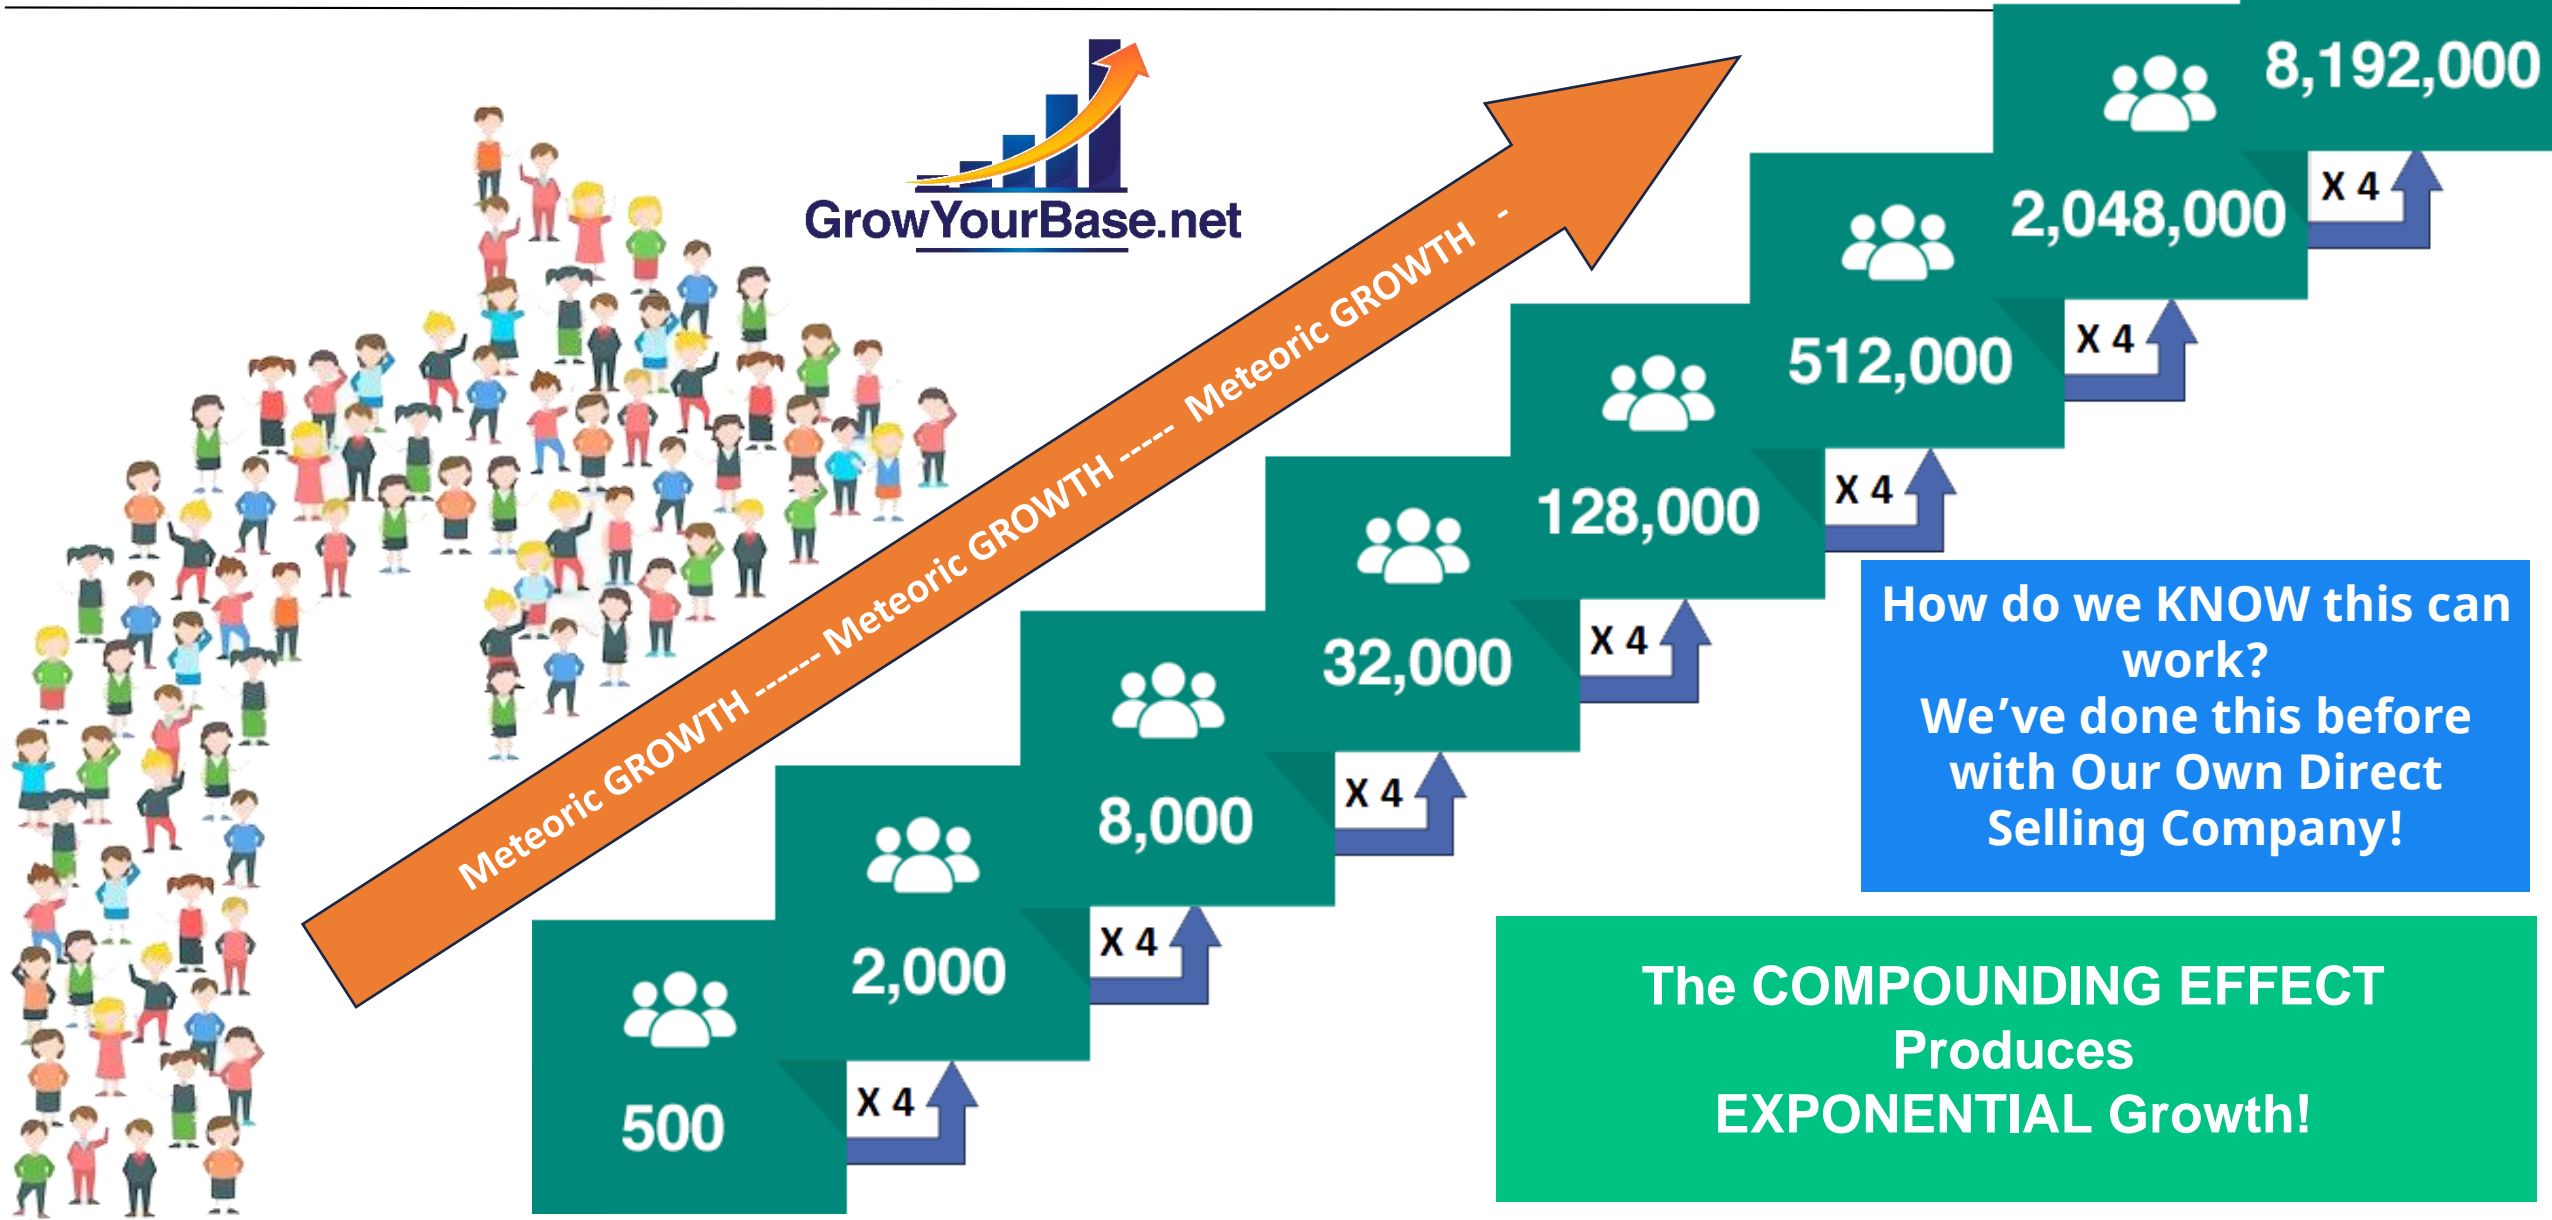 GrowYourBase.net
Meteoric GROWTH ------ Meteoric GROWTH ----- Meteoric GROWTH -
8,192,000
X 4
2,048,000
X 4
512,000
X 4
128,000
X 4
32,000
X 4
8,000
X 4
2,000
X 4
500
How do we KNOW this can
work?
We’ve done this before
with Our Own Direct
Selling Company!
The COMPOUNDING EFFECT
Produces
EXPONENTIAL Growth!